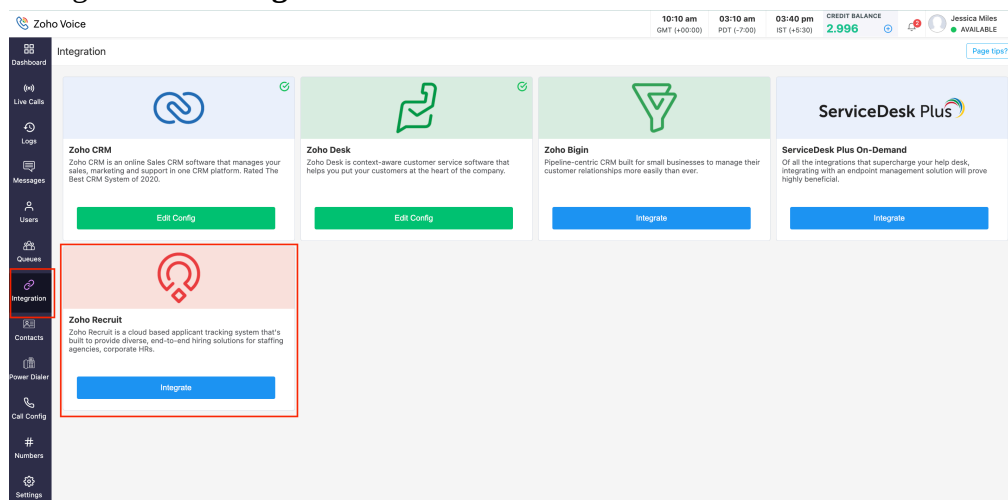 Zoho Voice
10:10 am
GMT (+00:00)
03:10 am
PDT (-7:00)
03:40 pm
IST (+5:30)
CREDIT BALANCE
2.996
2
Jessica Miles
AVAILABLE
Dashboard
Live Calls
Logs
Messages
Users
Queues
Integration
Contacts
Power Dialer
Call Config
Numbers
Settings
Integration
Page tips?
Zoho CRM
Zoho CRM is an online Sales CRM software that manages your
sales, marketing and support in one CRM platform. Rated The
Best CRM System of 2020.
Edit Config
Zoho Desk
Zoho Desk is context-aware customer service software that
helps you put your customers at the heart of the company.
Edit Config
Zoho Bigin
Pipeline-centric CRM built for small businesses to manage their
customer relationships more easily than ever.
Integrate
ServiceDesk Plus
ServiceDesk Plus On-Demand
Of all the integrations that supercharge your help desk,
integrating with an endpoint management solution will prove
highly beneficial.
Integrate
Zoho Recruit
Zoho Recruit is a cloud based applicant tracking system that's
built to provide diverse, end-to-end hiring solutions for staffing
agencies, corporate HRs.
Integrate